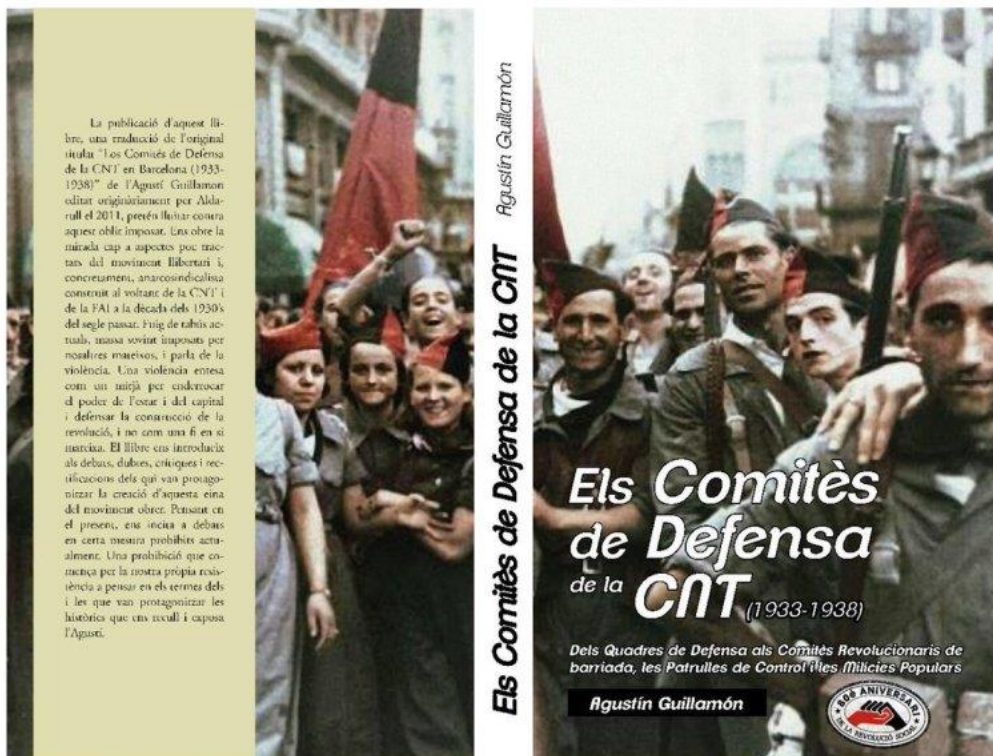 La publicació d'aquest lli-
bre, una traducció de l'original
titulat "Los Comités de Defensa
de la CNT en Barcelona (1933-
1938)" de l'Agustí Guillamon
editat originàriament per Alda-
rull el 2011, pretén lluitar contra
aquest oblit imposat. Ens obre la
mirada cap a aspectes poc trac-
tats del moviment llibertari i,
concretament, anarcosindicalista
construït al voltant de la CNT i
de la FAI a la dècada dels 1930's
del segle passat. Fuig de tabús ac-
tuals, massa sovint imposats per
nosaltres mateixos, i parla de la
violència. Una violència entesa
com un mitjà per enderrocar
el poder de l'estat i del capital
i defensar la construcció de la
revolució, i no com una fi en si
mateixa. El llibre ens introdueix
als debats, dubtes, crítiques i rec-
tificacions dels qui van protago-
nitzar la creació d'aquesta eina
del moviment obrer. Pensant en
el present, ens incita a debats
en certa mesura prohibits actu-
alment. Una prohibició que co-
mença per la nostra pròpia resis-
tència a pensar en els termes dels
i les que van protagonitzar les
històries que ens recull i exposa
l'Agustí.
Els Comitès de Defensa de la CNT Agustín Guillamón
Els Comitès
de Defensa
de la
CNT (1933-1938)
Dels Quadres de Defensa als Comitès Revolucionaris de
barriada, les Patrulles de Control i les Milícies Populars
Agustín Guillamón
80è ANIVERSARI
DE LA REVOLUCIÓ SOCIAL